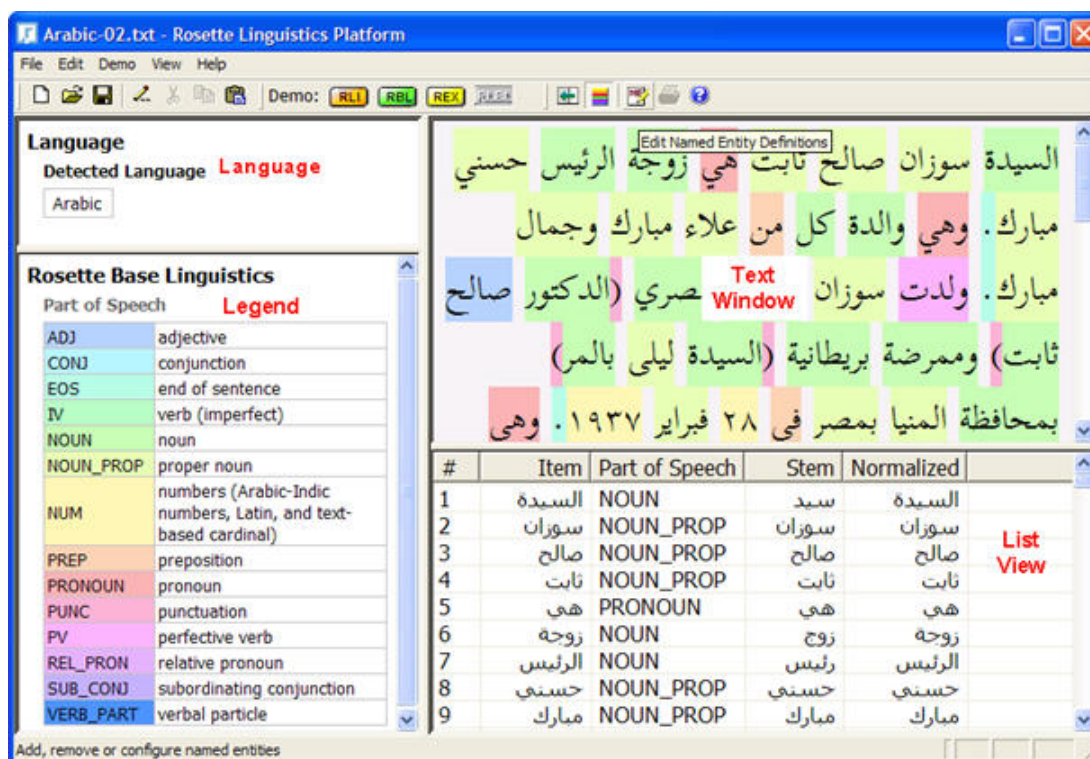 Arabic-02.txt - Rosette Linguistics Platform
File Edit Demo View Help
Demo: RLI RBL REX
Language
Detected Language Language
Arabic
Rosette Base Linguistics
Part of Speech Legend
ADJ adjective
CONJ conjunction
EOS end of sentence
IV verb (imperfect)
NOUN noun
NOUN_PROP proper noun
NUM numbers (Arabic-Indic numbers, Latin, and text-based cardinal)
PREP preposition
PRONOUN pronoun
PUNC punctuation
PV perfective verb
REL_PRON relative pronoun
SUB_CONJ subordinating conjunction
VERB_PART verbal particle
Edit Named Entity Definitions
السيدة سوزان صالح ثابت هي زوجة الرئيس حسني
مبارك. وهي والدة كل من علاء مبارك وجمال
مبارك. ولدت سوزان صري (الدكتور صالح
Text Window
ثابت) وممرضة بريطانية (السيدة ليلى بالمر)
بمحافظة المنيا بمصر في ٢٨ فبراير ١٩٣٧. وهى
# Item Part of Speech Stem Normalized
1 السيدة NOUN سيد السيدة
2 سوزان NOUN_PROP سوزان سوزان
3 صالح NOUN_PROP صالح صالح
4 ثابت NOUN_PROP ثابت ثابت
5 هي PRONOUN هي هي
6 زوجة NOUN زوج زوجة
7 الرئيس NOUN رئيس الرئيس
8 حسني NOUN_PROP حسني حسني
9 مبارك NOUN_PROP مبارك مبارك
List View
Add, remove or configure named entities